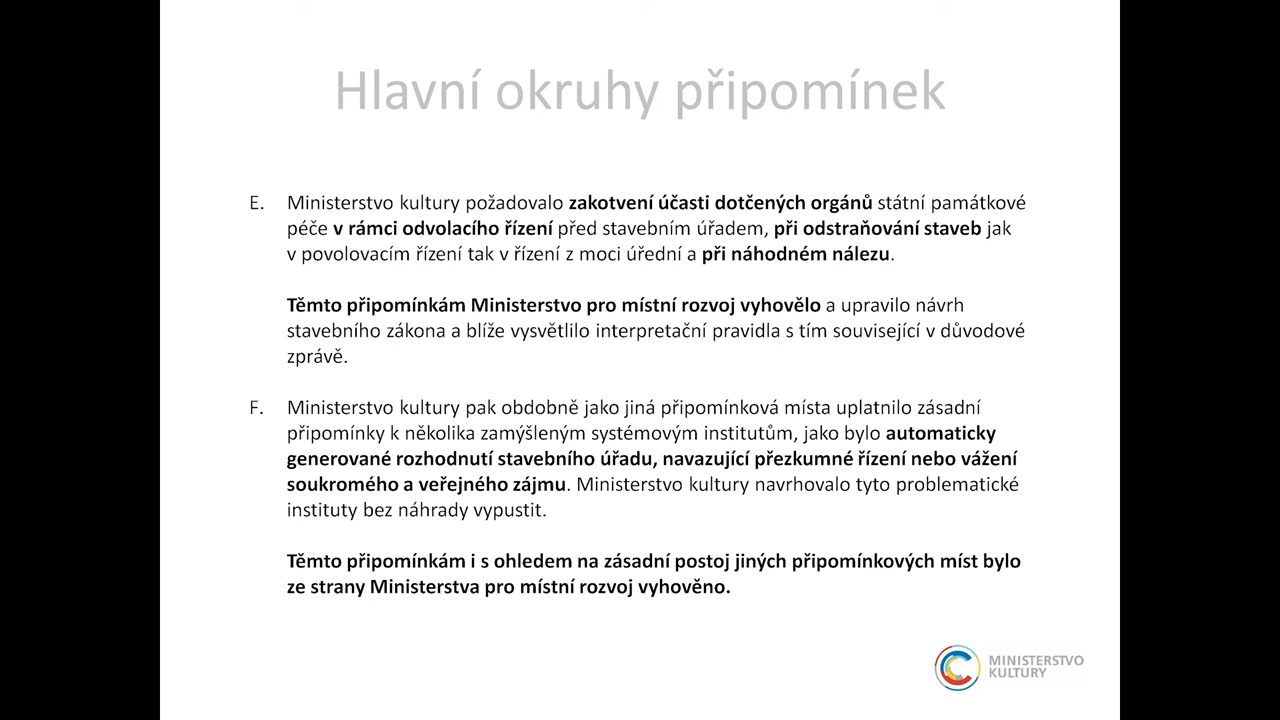 Hlavní okruhy připomínek
E. Ministerstvo kultury požadovalo zakotvení účasti dotčených orgánů státní památkové
péče v rámci odvolacího řízení před stavebním úřadem, při odstraňování staveb jak
v povolovacím řízení tak v řízení z moci úřední a při náhodném nálezu.
Těmto připomínkám Ministerstvo pro místní rozvoj vyhovělo a upravilo návrh
stavebního zákona a blíže vysvětlilo interpretační pravidla s tím související v důvodové
zprávě.
F. Ministerstvo kultury pak obdobně jako jiná připomínková místa uplatnilo zásadní
připomínky k několika zamýšleným systémovým institutům, jako bylo automaticky
generované rozhodnutí stavebního úřadu, navazující přezkumné řízení nebo vážení
soukromého a veřejného zájmu. Ministerstvo kultury navrhovalo tyto problematické
instituty bez náhrady vypustit.
Těmto připomínkám i s ohledem na zásadní postoj jiných připomínkových míst bylo
ze strany Ministerstva pro místní rozvoj vyhověno.
MINISTERSTVO
KULTURY